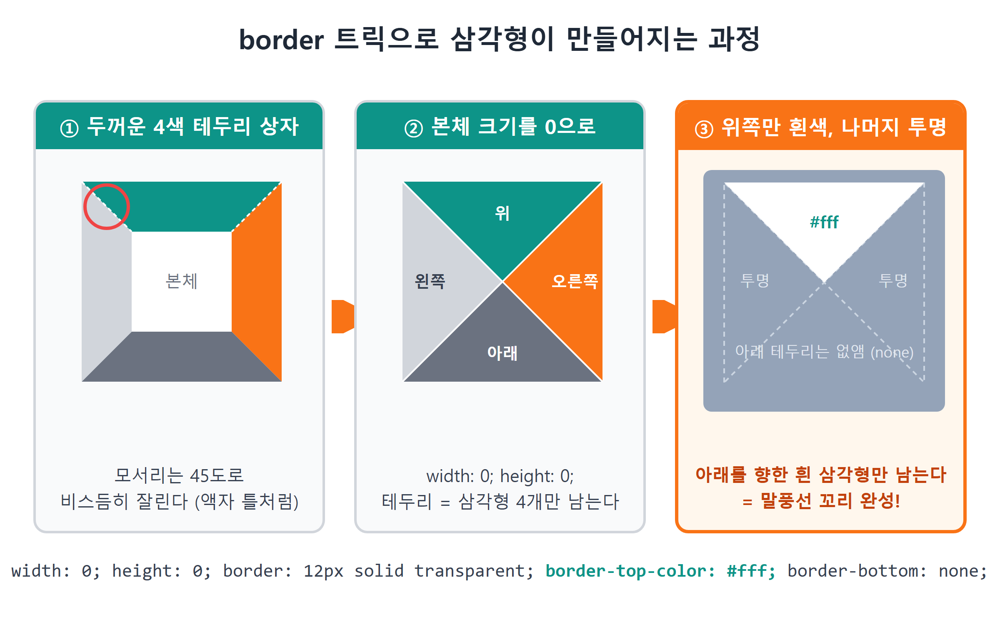 border 트릭으로 삼각형이 만들어지는 과정
① 두꺼운 4색 테두리 상자
본체
모서리는 45도로
비스듬히 잘린다 (액자 틀처럼)
② 본체 크기를 0으로
위
왼쪽
오른쪽
아래
width: 0; height: 0;
테두리 = 삼각형 4개만 남는다
③ 위쪽만 흰색, 나머지 투명
#fff
투명
투명
아래 테두리는 없앰 (none)
아래를 향한 흰 삼각형만 남는다
= 말풍선 꼬리 완성!
width: 0; height: 0; border: 12px solid transparent; border-top-color: #fff; border-bottom: none;